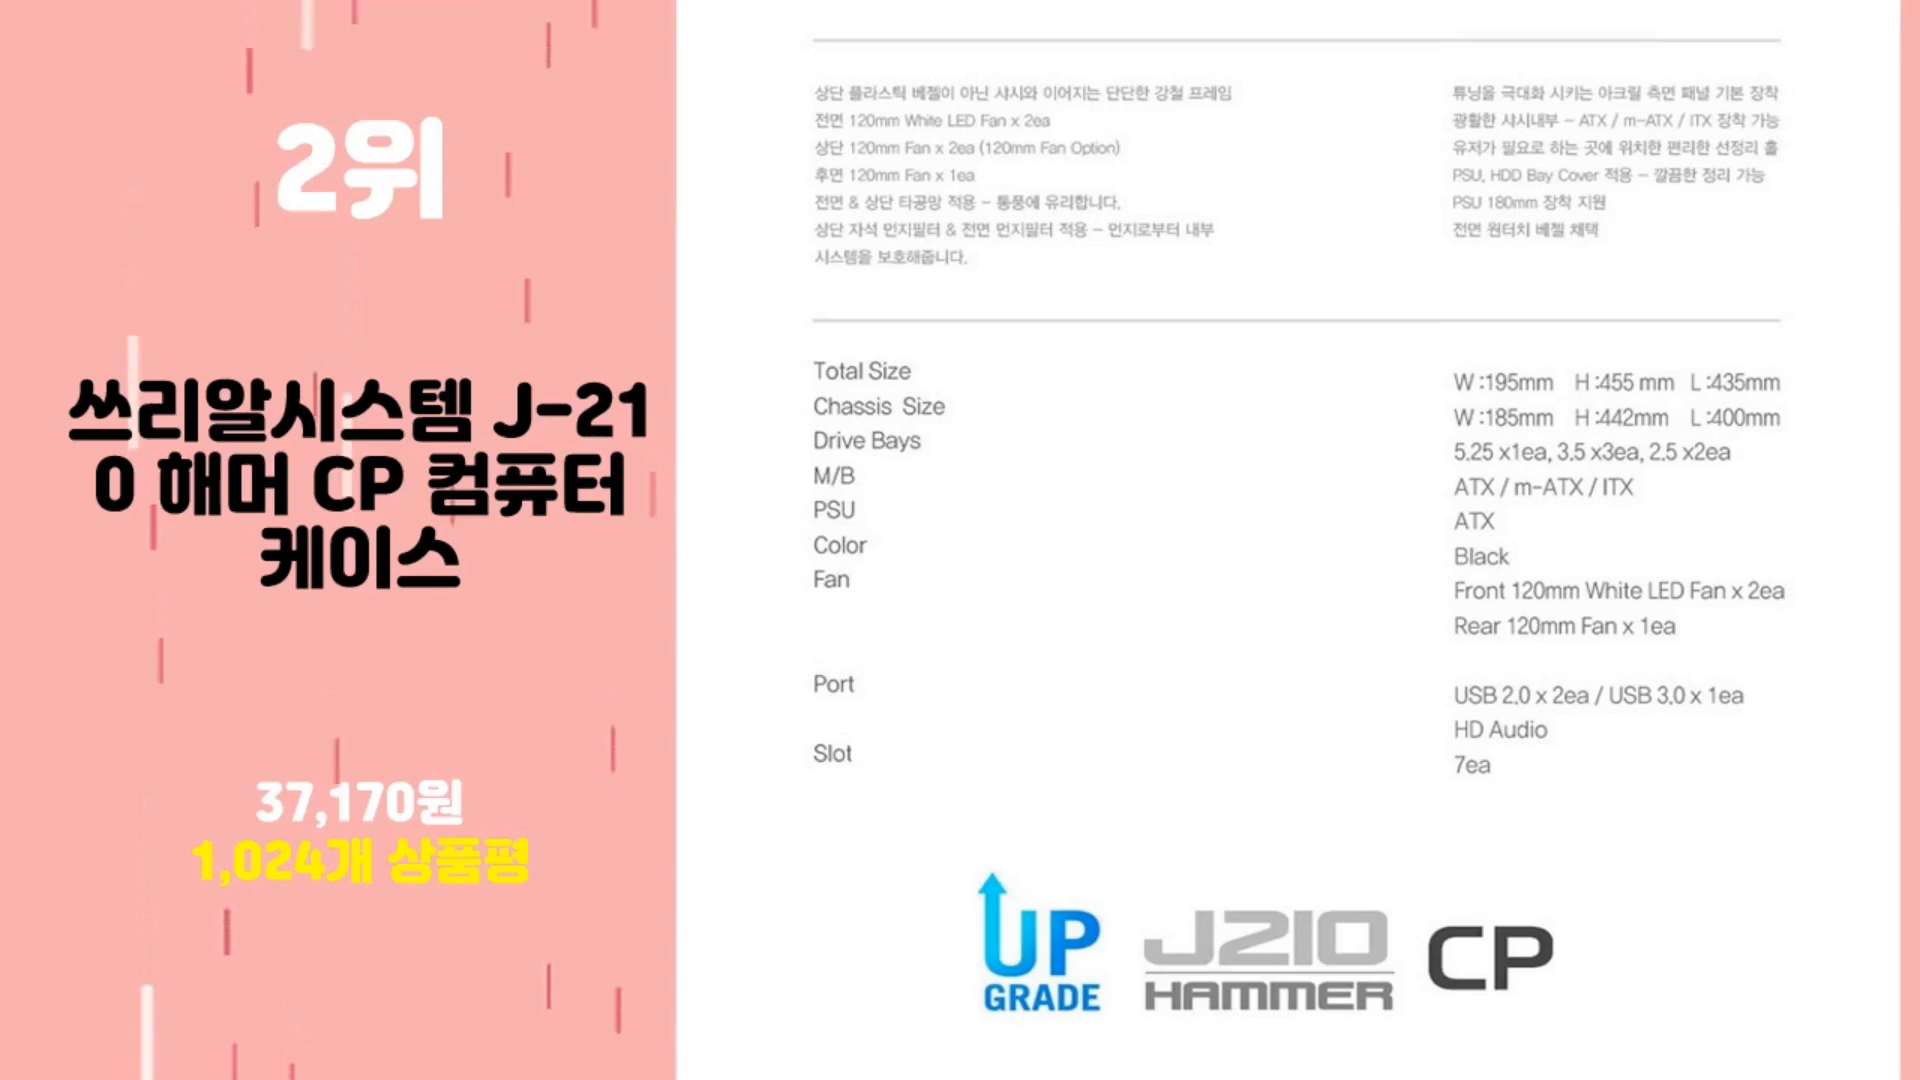 2위
쓰리알시스템 J-21
0 해머 CP 컴퓨터
케이스
37,170원
1,024개 상품평
상단 플라스틱 베젤이 아닌 샤시와 이어지는 단단한 강철 프레임
전면 120mm White LED Fan x 2ea
상단 120mm Fan x 2ea (120mm Fan Option)
후면 120mm Fan x 1ea
전면 & 상단 타공망 적용 - 통풍에 유리합니다.
상단 자석 먼지필터 & 전면 먼지필터 적용 - 먼지로부터 내부
시스템을 보호해줍니다.
튜닝을 극대화 시키는 아크릴 측면 패널 기본 장착
광활한 샤시내부 - ATX / m-ATX / ITX 장착 가능
유저가 필요로 하는 곳에 위치한 편리한 선정리 홀
PSU, HDD Bay Cover 적용 - 깔끔한 정리 가능
PSU 180mm 장착 지원
전면 원터치 베젤 채택
Total Size W :195mm H :455 mm L :435mm
Chassis Size W :185mm H :442mm L :400mm
Drive Bays 5.25 x1ea, 3.5 x3ea, 2.5 x2ea
M/B ATX / m-ATX / ITX
PSU ATX
Color Black
Fan Front 120mm White LED Fan x 2ea
Rear 120mm Fan x 1ea
Port USB 2.0 x 2ea / USB 3.0 x 1ea
HD Audio
Slot 7ea
UP
GRADE
J210
HAMMER
CP